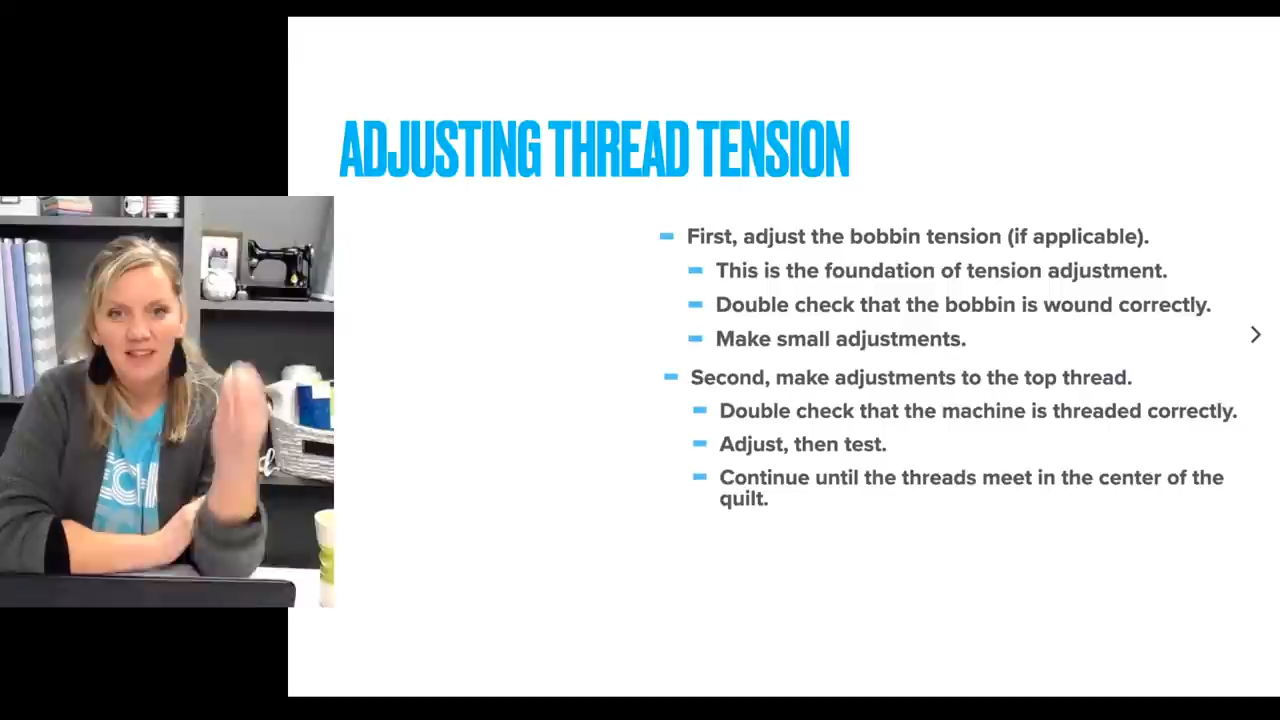 ADJUSTING THREAD TENSION
First, adjust the bobbin tension (if applicable).
This is the foundation of tension adjustment.
Double check that the bobbin is wound correctly.
Make small adjustments.
Second, make adjustments to the top thread.
Double check that the machine is threaded correctly.
Adjust, then test.
Continue until the threads meet in the center of the
quilt.
ECH